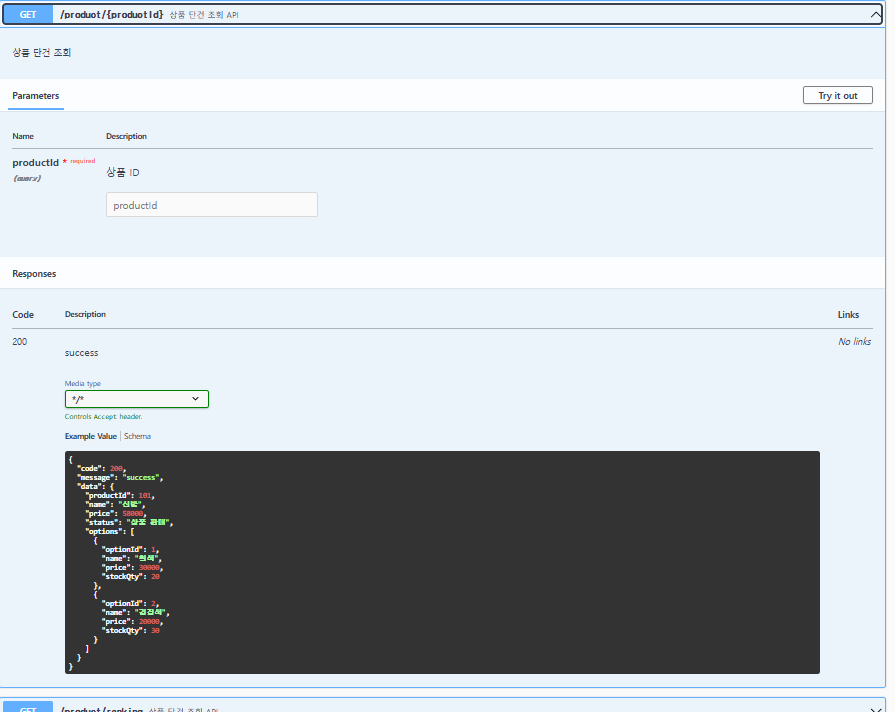 GET /product/{productId} 상품 단건 조회 API
상품 단건 조회
Parameters
Try it out
Name Description
productId * required
(query)
상품 ID
productId
Responses
Code Description Links
200 No links
success
Media type
*/*
Controls Accept header.
Example Value | Schema
{
"code": 200,
"message": "success",
"data": {
"productId": 101,
"name": "신발",
"price": 50000,
"status": "상품 판매",
"options": [
{
"optionId": 1,
"name": "흰색",
"price": 30000,
"stockQty": 20
},
{
"optionId": 2,
"name": "검정색",
"price": 20000,
"stockQty": 30
}
]
}
}
GET /product/ranking 상품 단건 조회 API